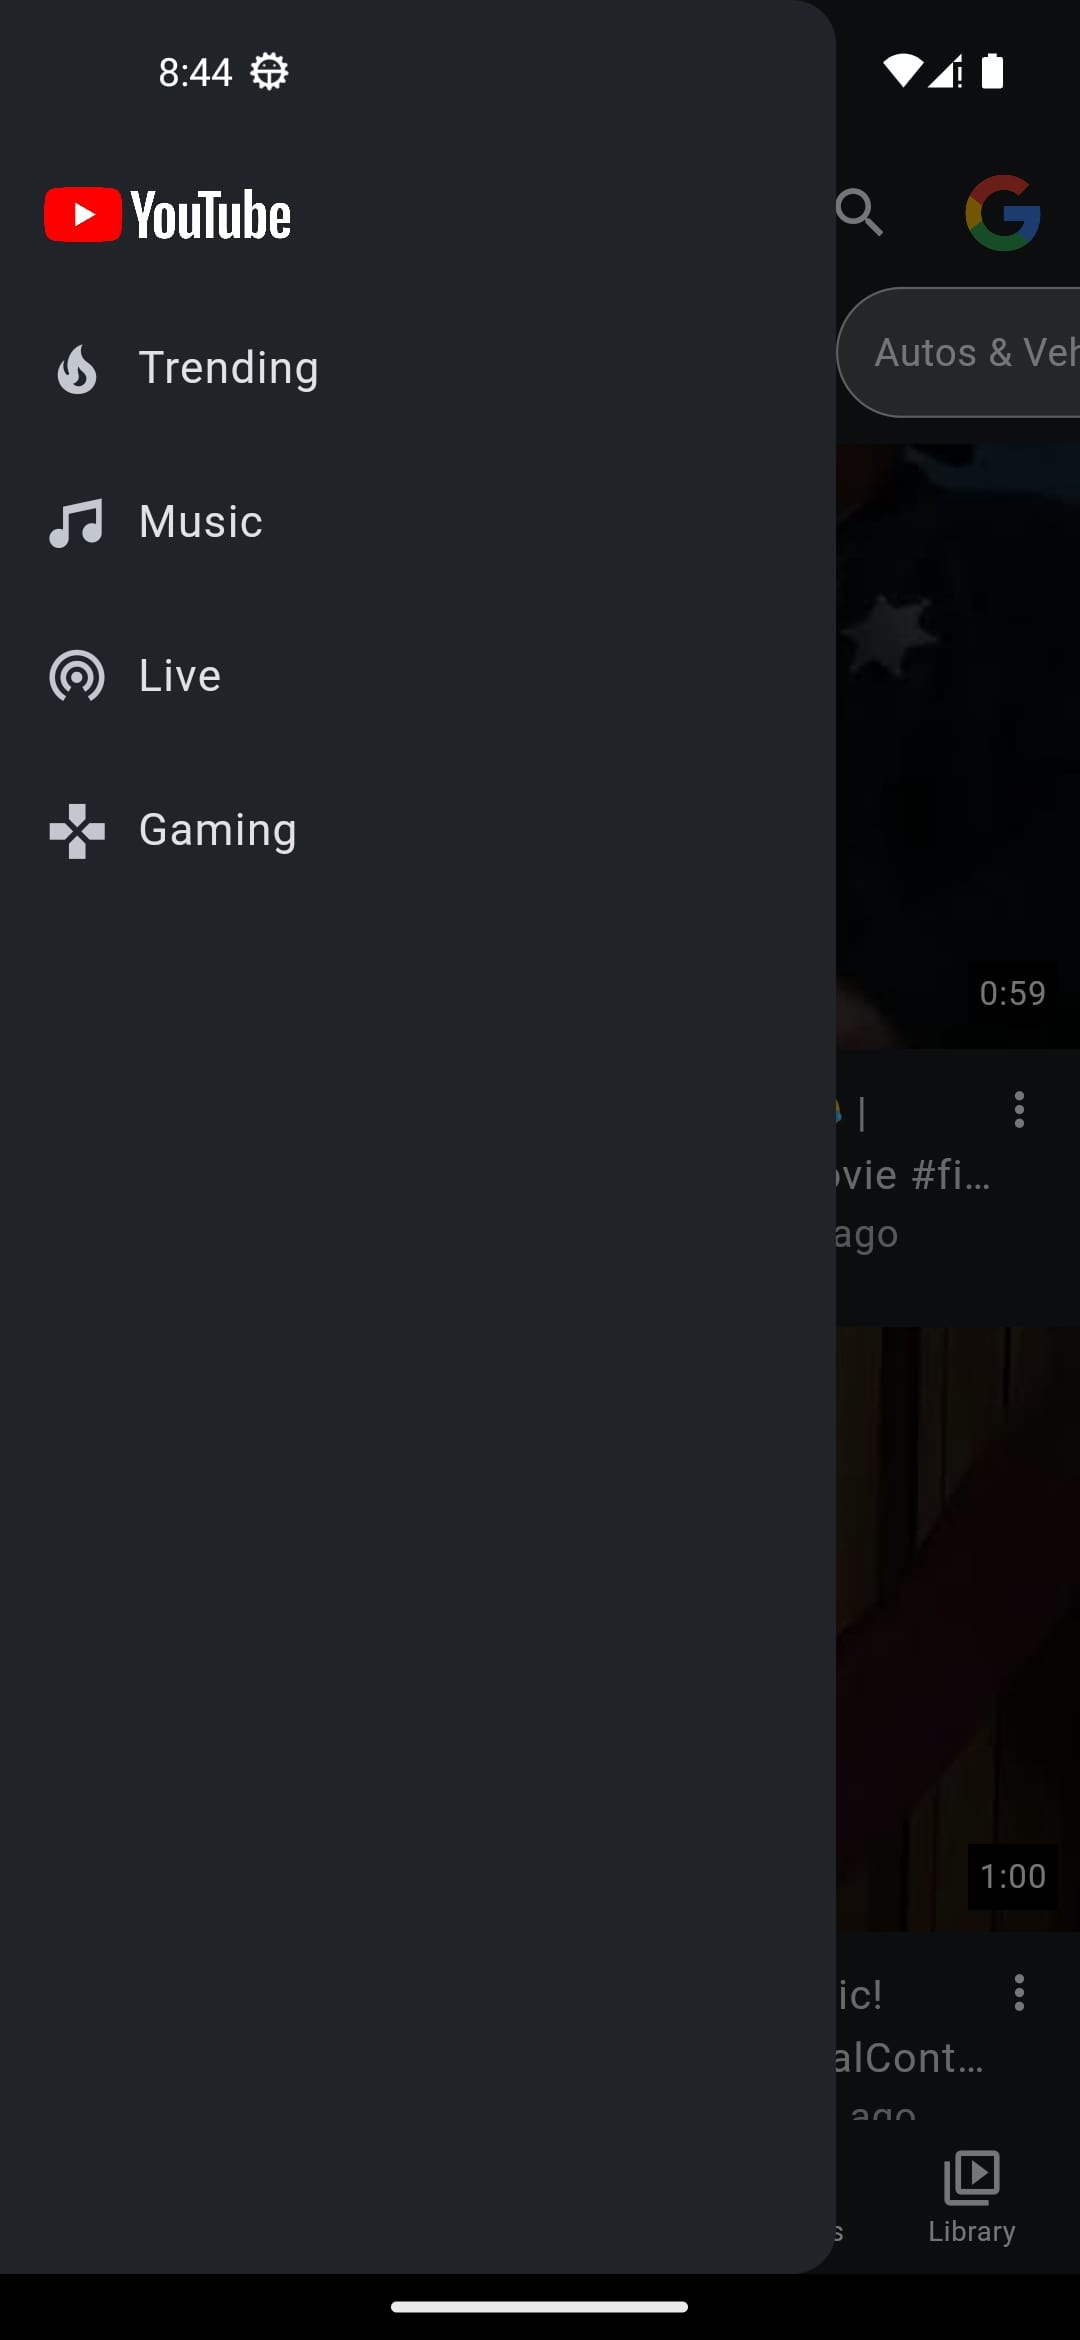 8:44
YouTube
Autos & Veh
Trending
Music
Live
Gaming
0:59
|
ovie #fi…
ago
1:00
ic!
alCont…
ago
s
Library